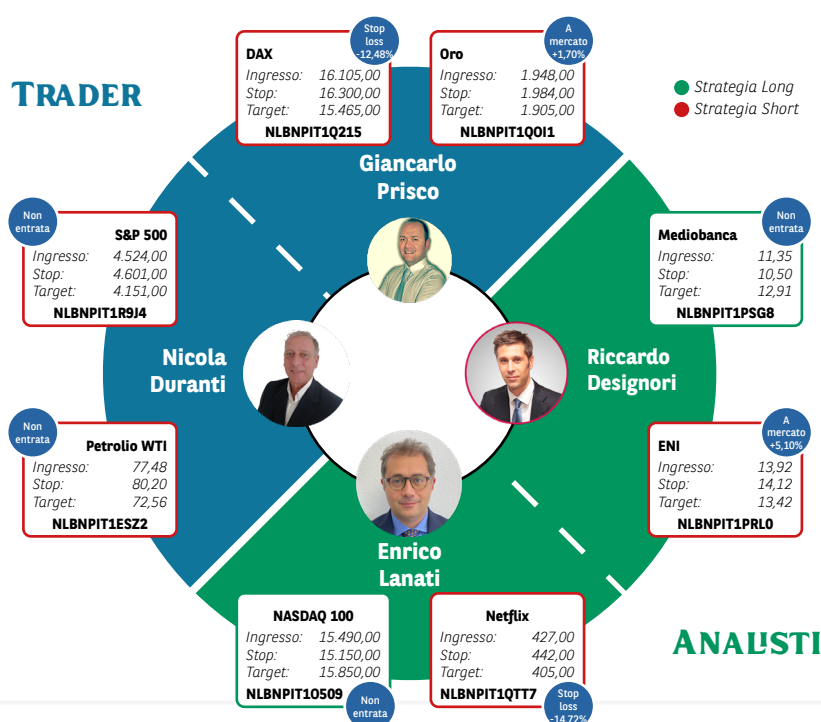 TRADER
Stop
loss
-12,48%
DAX
Ingresso: 16.105,00
Stop: 16.300,00
Target: 15.465,00
NLBNPIT1Q215
A
mercato
+1,70%
Oro
Ingresso: 1.948,00
Stop: 1.984,00
Target: 1.905,00
NLBNPIT1QOI1
Strategia Long
Strategia Short
Giancarlo
Prisco
Non
entrata
S&P 500
Ingresso: 4.524,00
Stop: 4.601,00
Target: 4.151,00
NLBNPIT1R9J4
Non
entrata
Mediobanca
Ingresso: 11,35
Stop: 10,50
Target: 12,91
NLBNPIT1PSG8
Nicola
Duranti
Riccardo
Designori
Non
entrata
Petrolio WTI
Ingresso: 77,48
Stop: 80,20
Target: 72,56
NLBNPIT1ESZ2
A
mercato
+5,10%
ENI
Ingresso: 13,92
Stop: 14,12
Target: 13,42
NLBNPIT1PRL0
Enrico
Lanati
NASDAQ 100
Ingresso: 15.490,00
Stop: 15.150,00
Target: 15.850,00
NLBNPIT1O509
Non
entrata
Netflix
Ingresso: 427,00
Stop: 442,00
Target: 405,00
NLBNPIT1QTT7
Stop
loss
-14,72%
ANALISTI